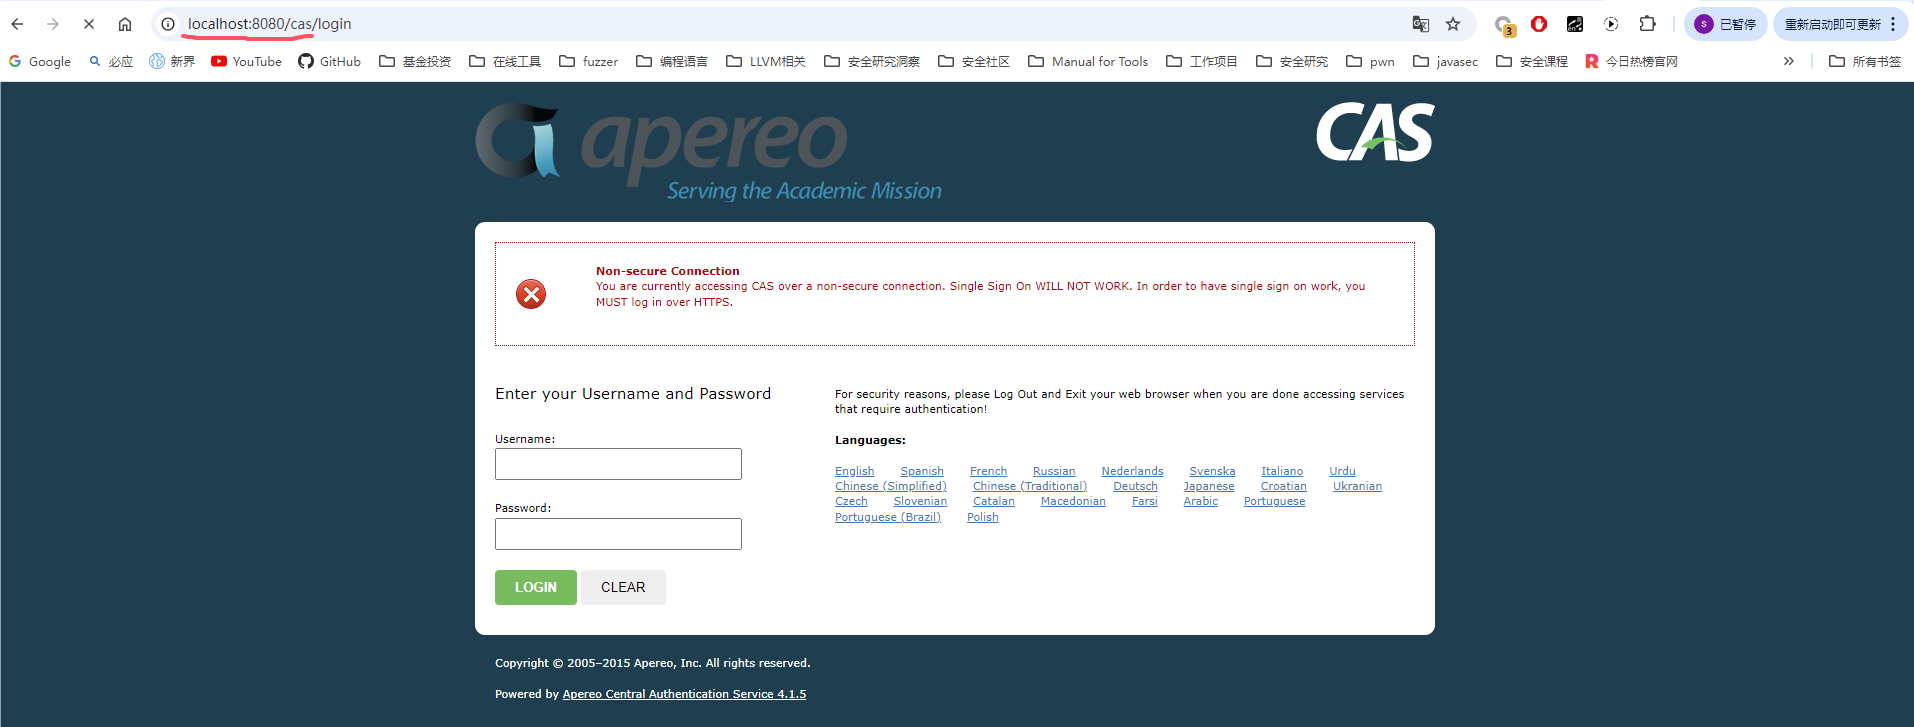 localhost:8080/cas/login
3
S 已暂停
重新启动即可更新
Google 必应 新界 YouTube GitHub 基金投资 在线工具 fuzzer 编程语言 LLVM相关 安全研究洞察 安全社区 Manual for Tools 工作项目 安全研究 pwn javasec 安全课程 今日热榜官网 » 所有书签
apereo
Serving the Academic Mission
CAS
Non-secure Connection
You are currently accessing CAS over a non-secure connection. Single Sign On WILL NOT WORK. In order to have single sign on work, you
MUST log in over HTTPS.
Enter your Username and Password
Username:
Password:
LOGIN CLEAR
For security reasons, please Log Out and Exit your web browser when you are done accessing services
that require authentication!
Languages:
English Spanish French Russian Nederlands Svenska Italiano Urdu
Chinese (Simplified) Chinese (Traditional) Deutsch Japanese Croatian Ukranian
Czech Slovenian Catalan Macedonian Farsi Arabic Portuguese
Portuguese (Brazil) Polish
Copyright © 2005–2015 Apereo, Inc. All rights reserved.
Powered by Apereo Central Authentication Service 4.1.5